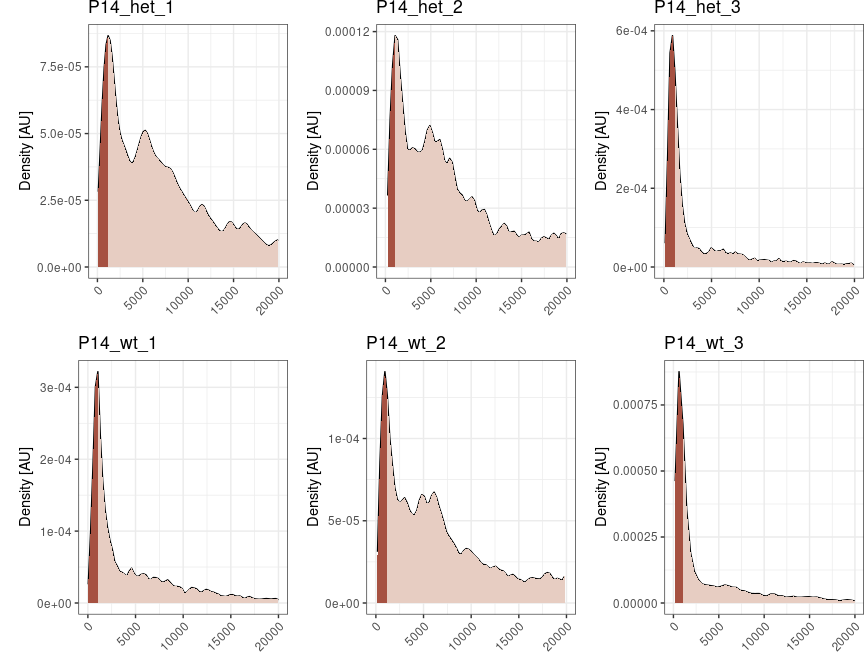 P14_het_1
P14_het_2
P14_het_3
Density [AU]
7.5e-05
5.0e-05
2.5e-05
0.0e+00
0
5000
10000
15000
20000
Density [AU]
0.00012
0.00009
0.00006
0.00003
0.00000
0
5000
10000
15000
20000
Density [AU]
6e-04
4e-04
2e-04
0e+00
0
5000
10000
15000
20000
P14_wt_1
P14_wt_2
P14_wt_3
Density [AU]
3e-04
2e-04
1e-04
0e+00
0
5000
10000
15000
20000
Density [AU]
1e-04
5e-05
0e+00
0
5000
10000
15000
20000
Density [AU]
0.00075
0.00050
0.00025
0.00000
0
5000
10000
15000
20000